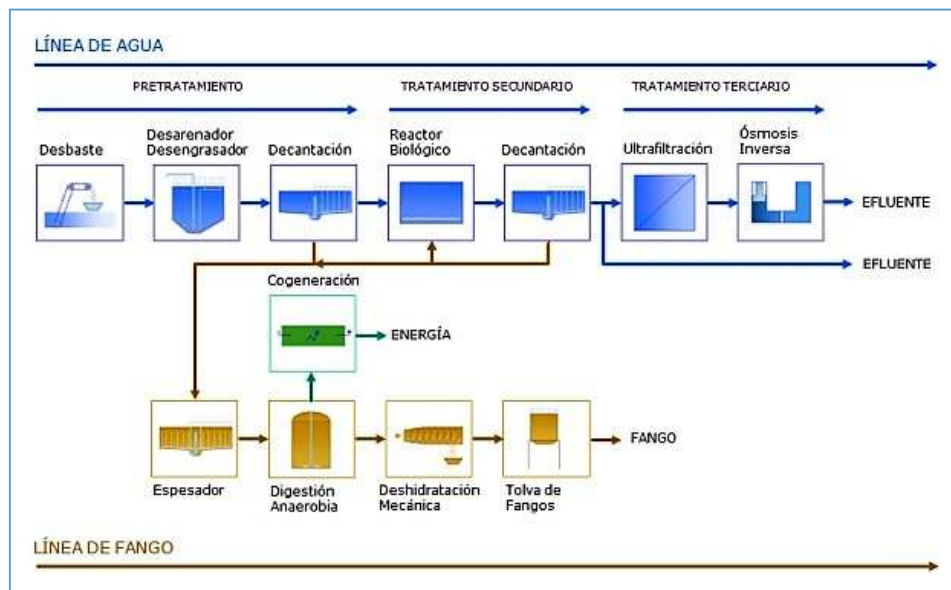 LÍNEA DE AGUA
PRETRATAMIENTO
TRATAMIENTO SECUNDARIO
TRATAMIENTO TERCIARIO
Desbaste
Desarenador
Desengrasador
Decantación
Reactor
Biológico
Decantación
Ultrafiltración
Ósmosis
Inversa
EFLUENTE
EFLUENTE
Cogeneración
ENERGÍA
FANGO
Espesador
Digestión
Anaerobia
Deshidratación
Mecánica
Tolva de
Fangos
LÍNEA DE FANGO